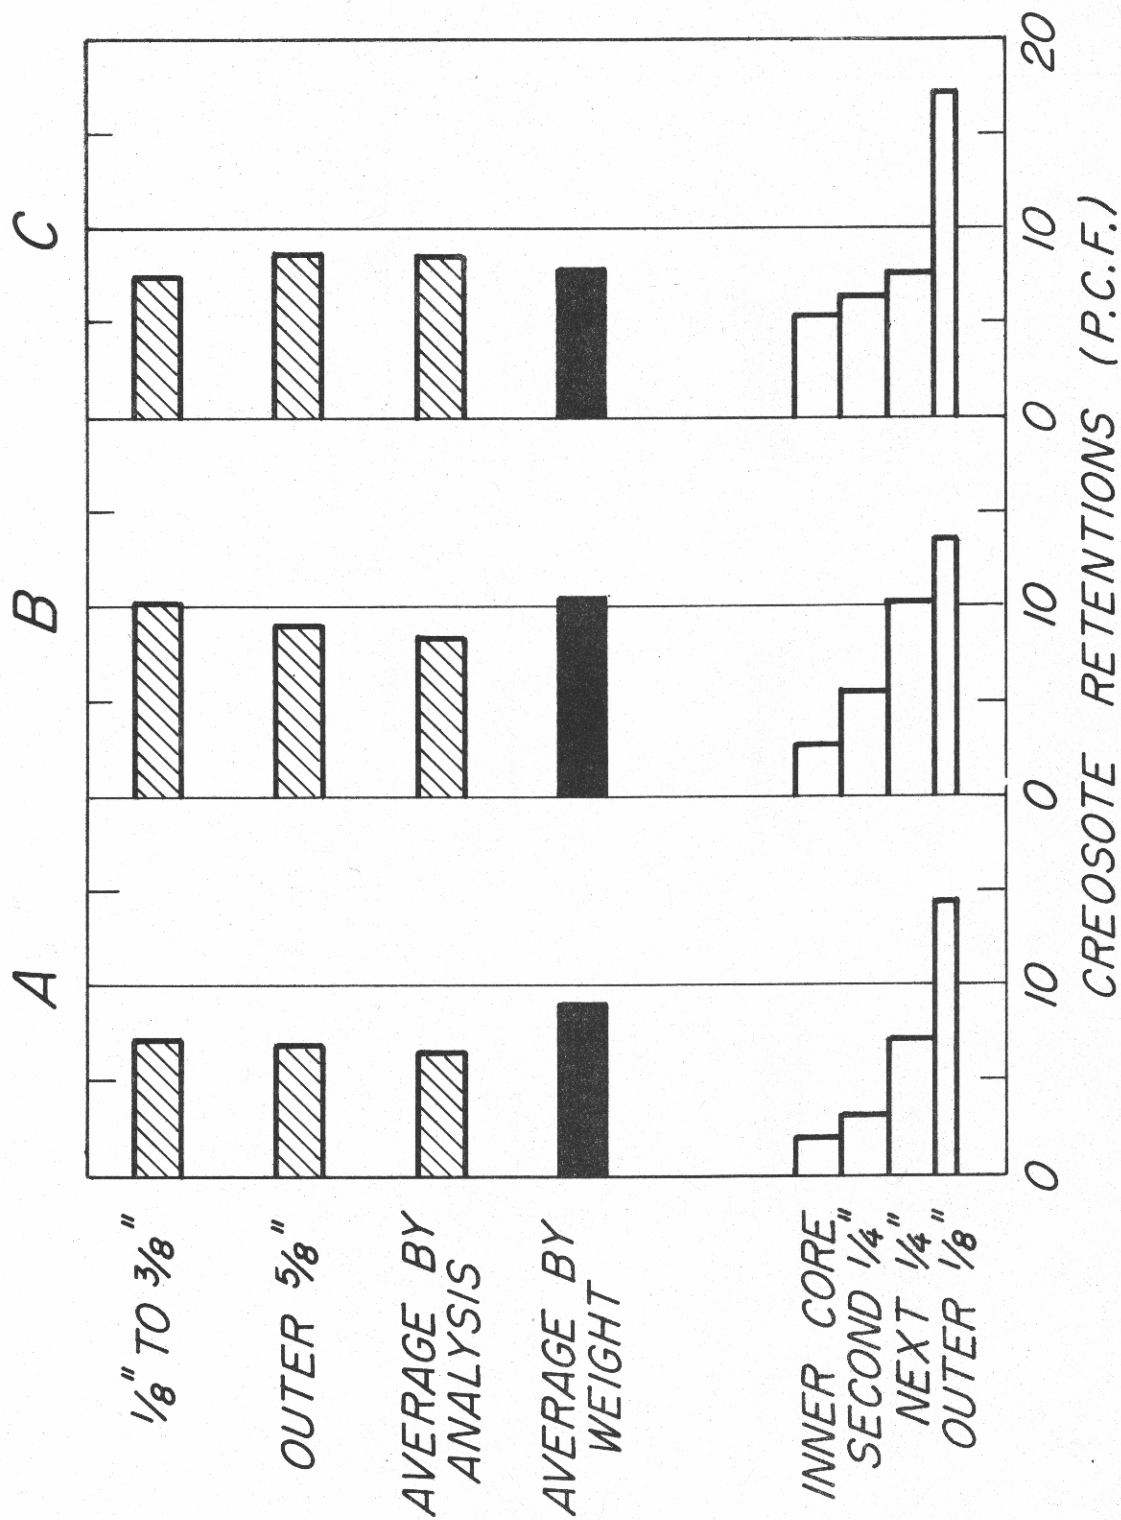 A B C
1/8" TO 3/8"
OUTER 5/8"
AVERAGE BY
ANALYSIS
AVERAGE BY
WEIGHT
INNER CORE
SECOND 1/4"
NEXT 1/4"
OUTER 1/8"
0 10 0 10 0 10 20
CREOSOTE RETENTIONS (P.C.F.)